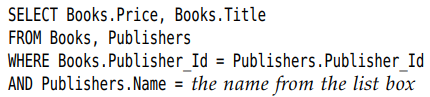 SELECT Books.Price, Books.Title
FROM Books, Publishers
WHERE Books.Publisher_Id = Publishers.Publisher_Id
AND Publishers.Name = the name from the list box